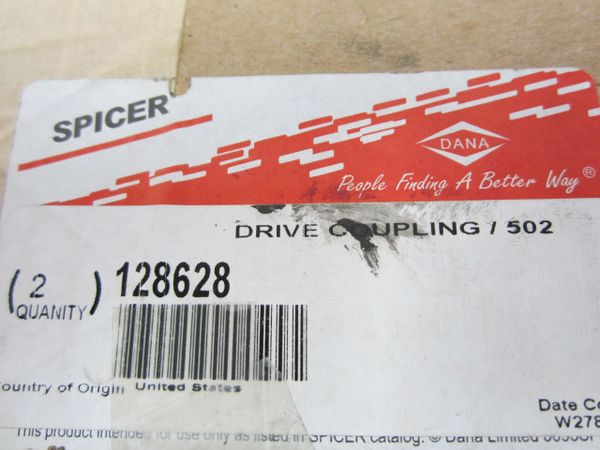 SPICER
DANA
People Finding A Better Way®
DRIVE COUPLING / 502
(2)
128628
QUANITY
Country of Origin United States
Date Co
W278
This product intended for use only as listed in SPICER catalog. © Dana Limited